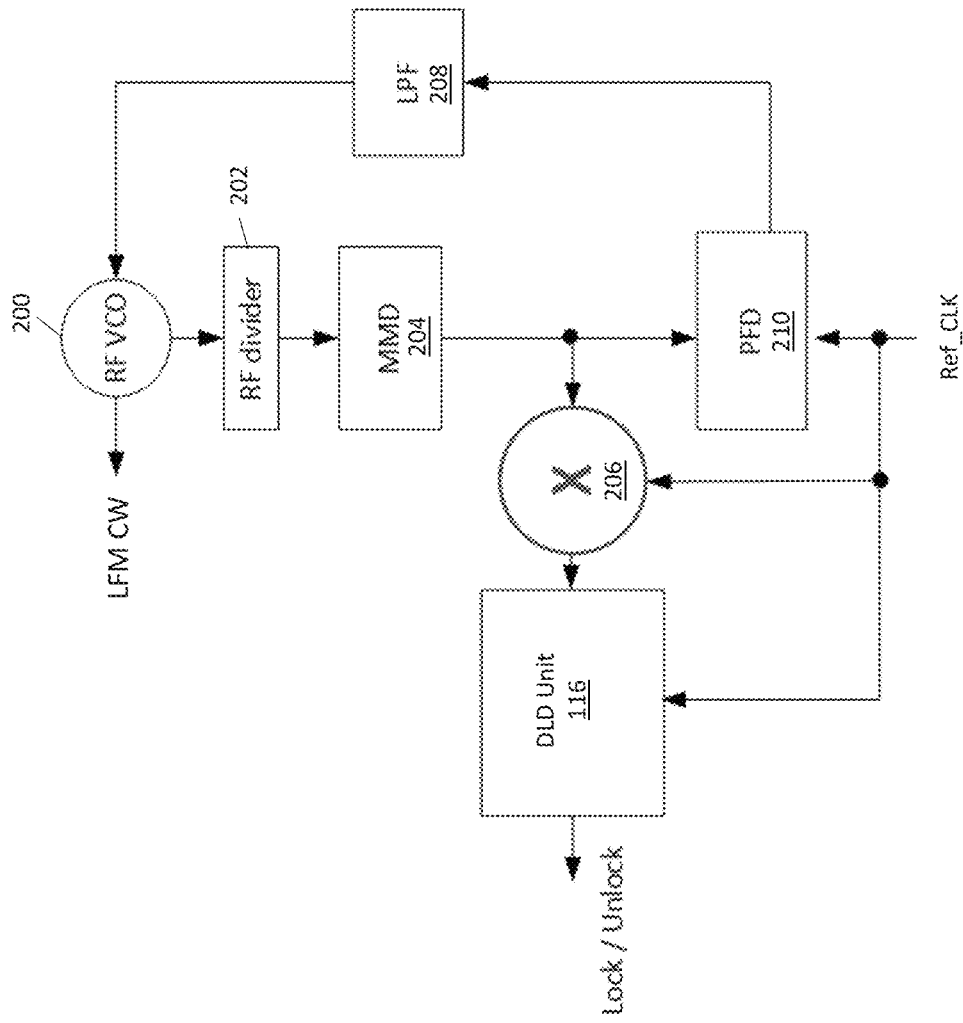 LFM CW
RF VCO
200
RF divider
202
MMD
204
LPF
208
X
206
DLD Unit
116
PFD
210
Lock / Unlock
Ref_CLK